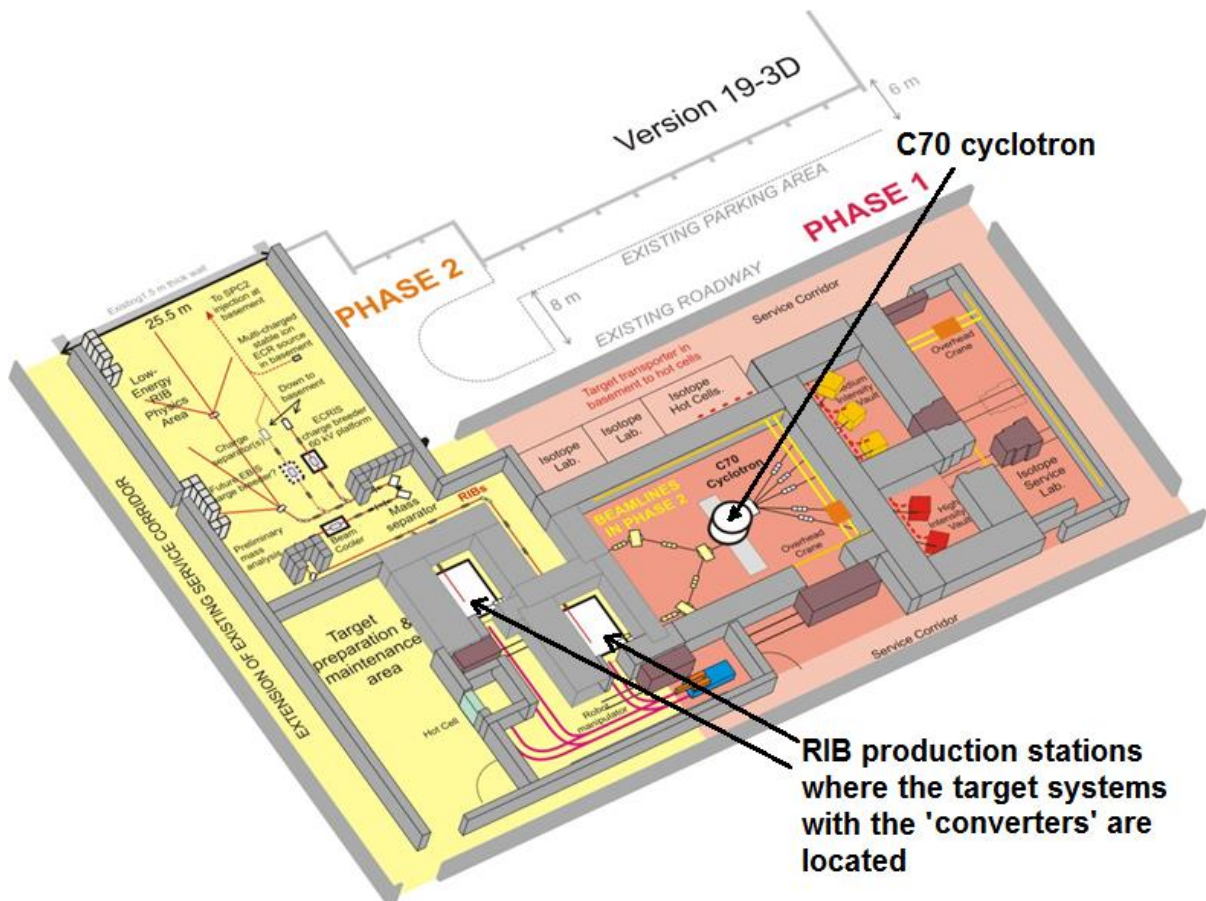 Version 19-3D
6 m
C70 cyclotron
EXISTING PARKING AREA
PHASE 1
8 m
EXISTING ROADWAY
PHASE 2
Existing1.5 m thick wall
25.5 m
To SPC2
injection at
basement
Multi-charged
stable ion
ECR source
in basement
Low-
Energy
RIB
Physics
Area
Down to
basement
ECRIS
charge breeder
60 kV platform
Charge
separator(s)
Future EBIS
charge breeder?
Mass
separator
RIBs
Beam
Cooler
Preliminary
mass
analysis
Service Corridor
Target transporter in
basement to hot cells
Isotope
Hot Cells.
Isotope
Lab.
Isotope
Lab.
Overhead
Crane
Medium
Intensity
Vault
C70
Cyclotron
BEAMLINES
IN PHASE 2
Isotope
Service
Lab.
High
Intensity
Vault
Overhead
Crane
Service Corridor
EXTENSION OF EXISTING SERVICE CORRIDOR
Target
preparation &
maintenance
area
Hot Cell
Robot
manipulator
RIB production stations
where the target systems
with the 'converters' are
located